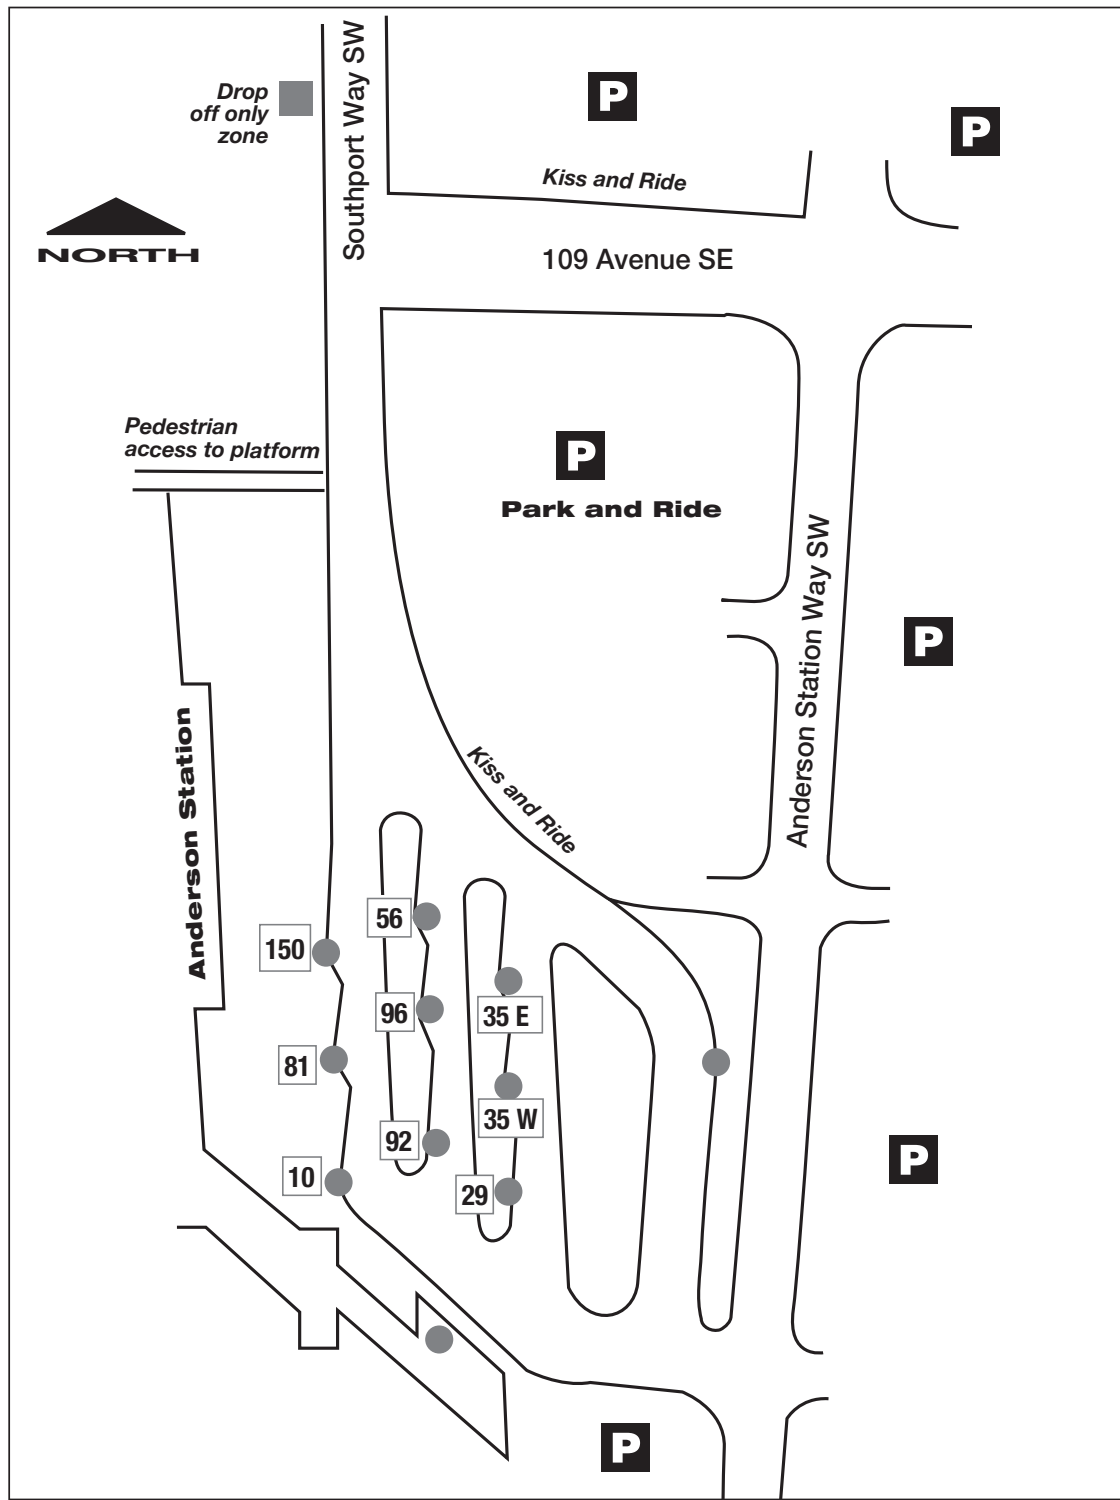 Southport Way SW
Drop
off only
zone
P
P
Kiss and Ride
NORTH
109 Avenue SE
Pedestrian
access to platform
P
Park and Ride
Anderson Station Way SW
P
Anderson Station
Kiss and Ride
56
150
96
35 E
81
35 W
92
10
29
P
P